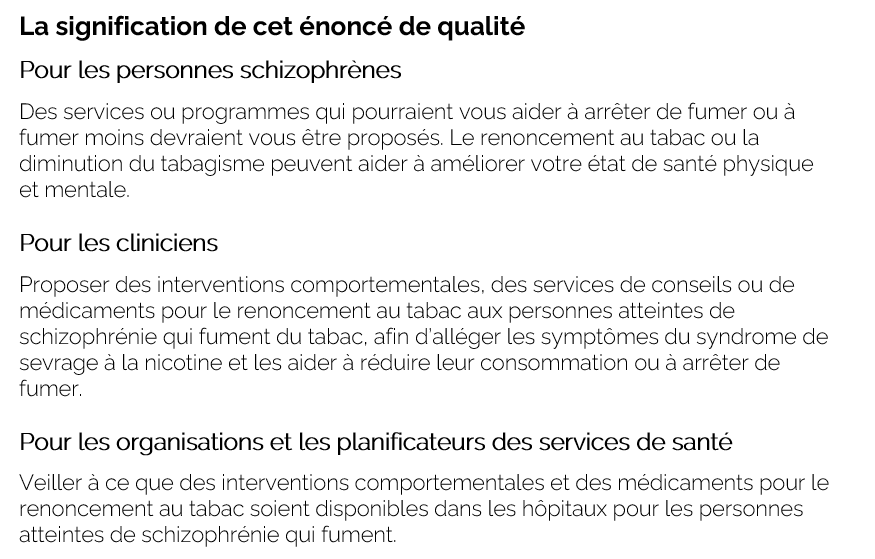 La signification de cet énoncé de qualité
Pour les personnes schizophrènes
Des services ou programmes qui pourraient vous aider à arrêter de fumer ou à
fumer moins devraient vous être proposés. Le renoncement au tabac ou la
diminution du tabagisme peuvent aider à améliorer votre état de santé physique
et mentale.
Pour les cliniciens
Proposer des interventions comportementales, des services de conseils ou de
médicaments pour le renoncement au tabac aux personnes atteintes de
schizophrénie qui fument du tabac, afin d'alléger les symptômes du syndrome de
sevrage à la nicotine et les aider à réduire leur consommation ou à arrêter de
fumer.
Pour les organisations et les planificateurs des services de santé
Veiller à ce que des interventions comportementales et des médicaments pour le
renoncement au tabac soient disponibles dans les hôpitaux pour les personnes
atteintes de schizophrénie qui fument.